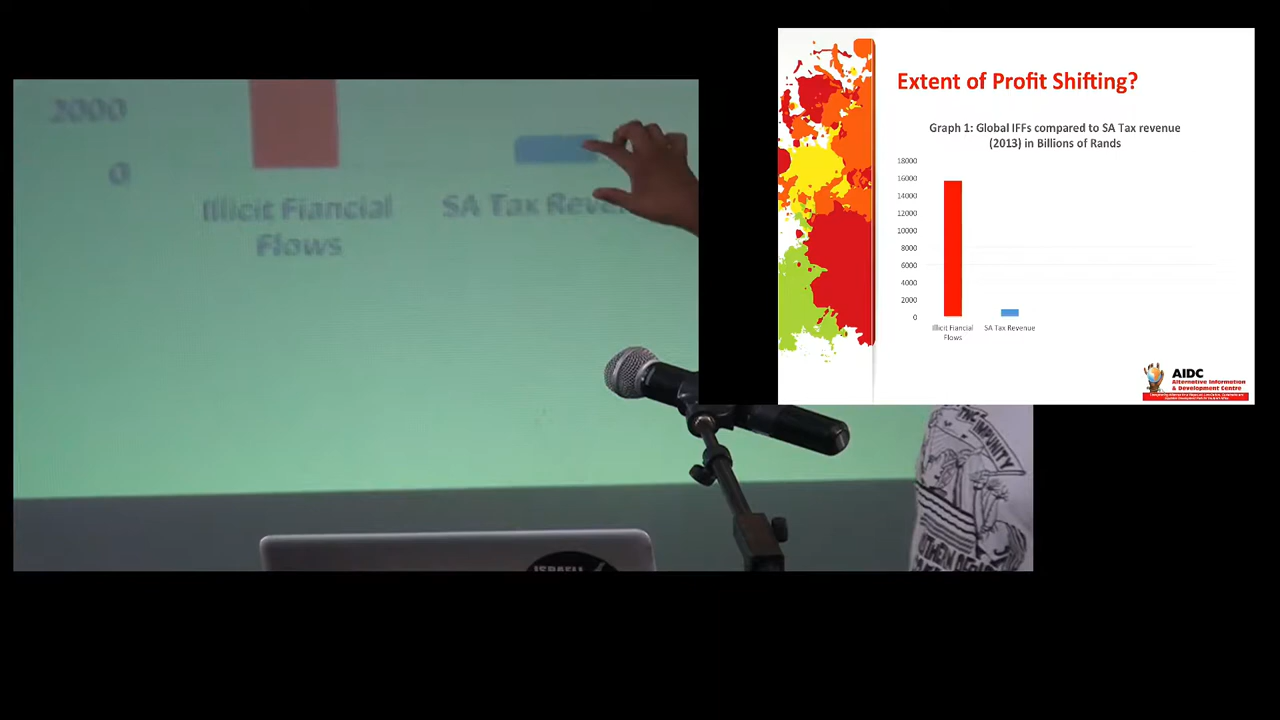 2000
0
Illicit Fiancial
Flows
SA Tax
Extent of Profit Shifting?
Graph 1: Global IFFs compared to SA Tax revenue
(2013) in Billions of Rands
18000
16000
14000
12000
10000
8000
6000
4000
2000
0
Illicit Fiancial
Flows
SA Tax Revenue
AIDC
Alternative Information
& Development Centre
IMPUNITY